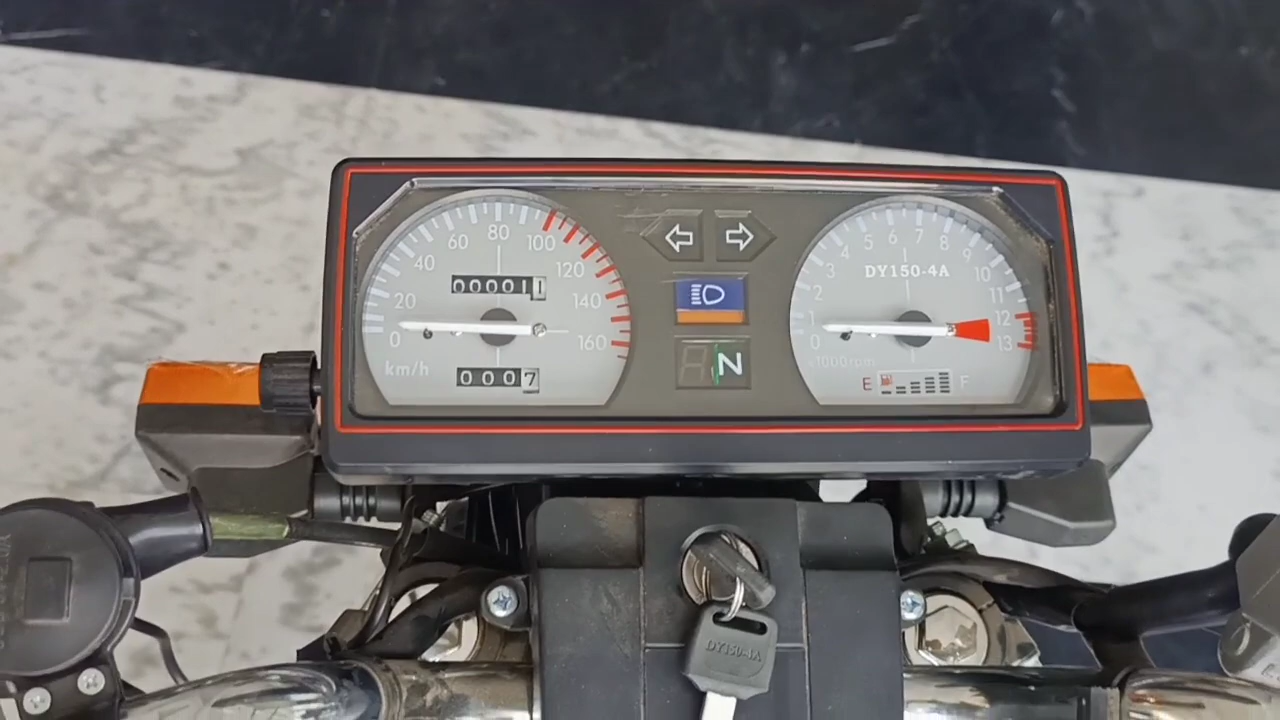 0 20 40 60 80 100 120 140 160
000011
km/h
0007
N
0 1 2 3 4 5 6 7 8 9 10 11 12 13
DY150-4A
x1000rpm
E F
DY150-4A